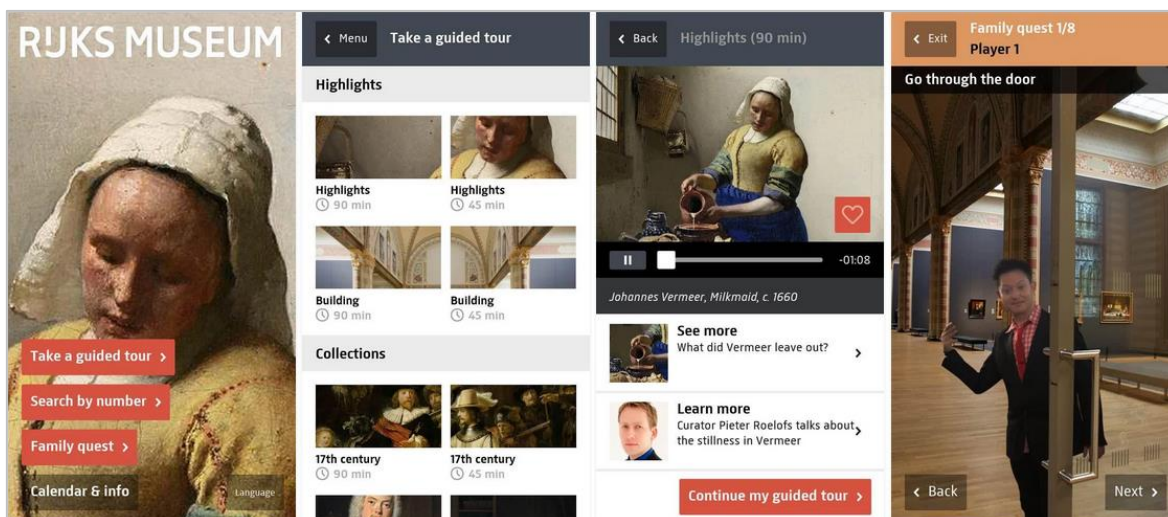 RIJKS MUSEUM
Take a guided tour
Search by number
Family quest
Calendar & info
Language
Menu
Take a guided tour
Highlights
Highlights
90 min
Highlights
45 min
Building
90 min
Building
45 min
Collections
17th century
90 min
17th century
45 min
Back
Highlights (90 min)
-01:08
Johannes Vermeer, Milkmaid, c. 1660
See more
What did Vermeer leave out?
Learn more
Curator Pieter Roelofs talks about
the stillness in Vermeer
Continue my guided tour
Exit
Family quest 1/8
Player 1
Go through the door
Back
Next